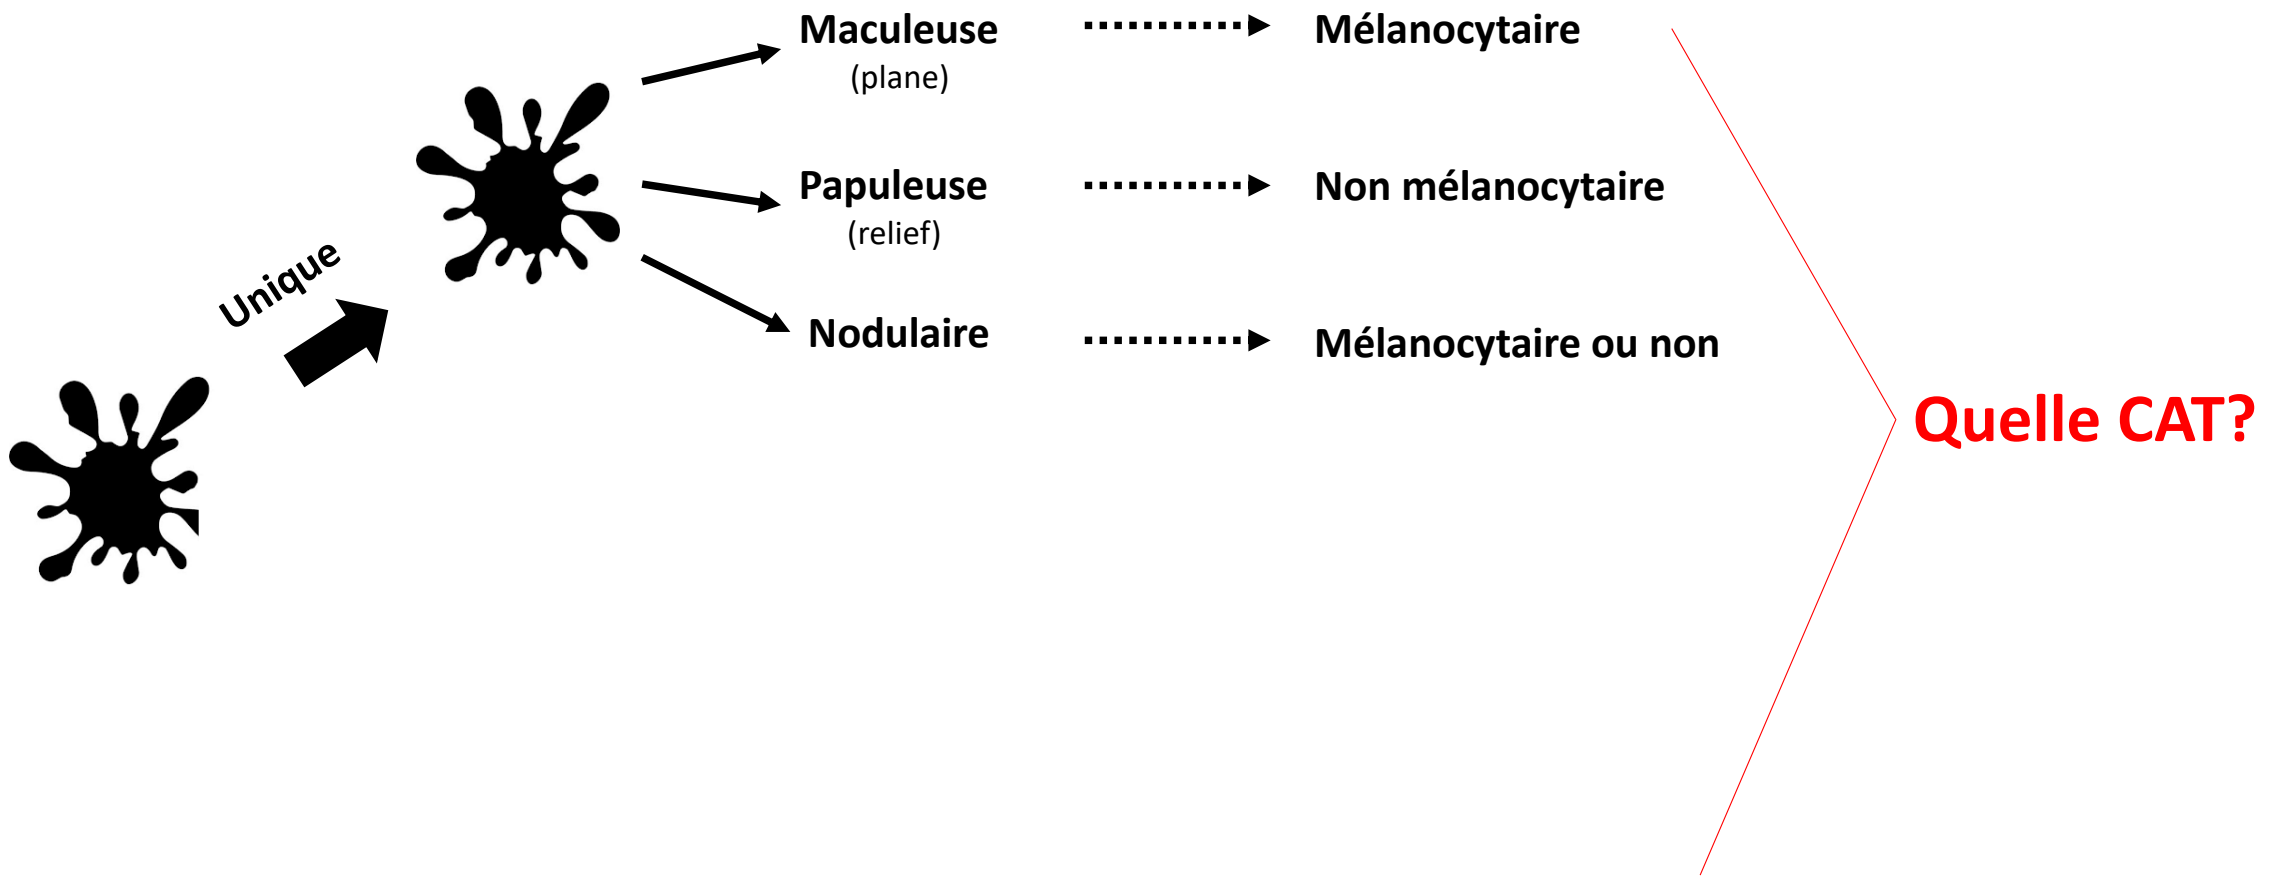 Unique
Maculeuse
(plane)
Mélanocytaire
Papuleuse
(relief)
Non mélanocytaire
Nodulaire
Mélanocytaire ou non
Quelle CAT?